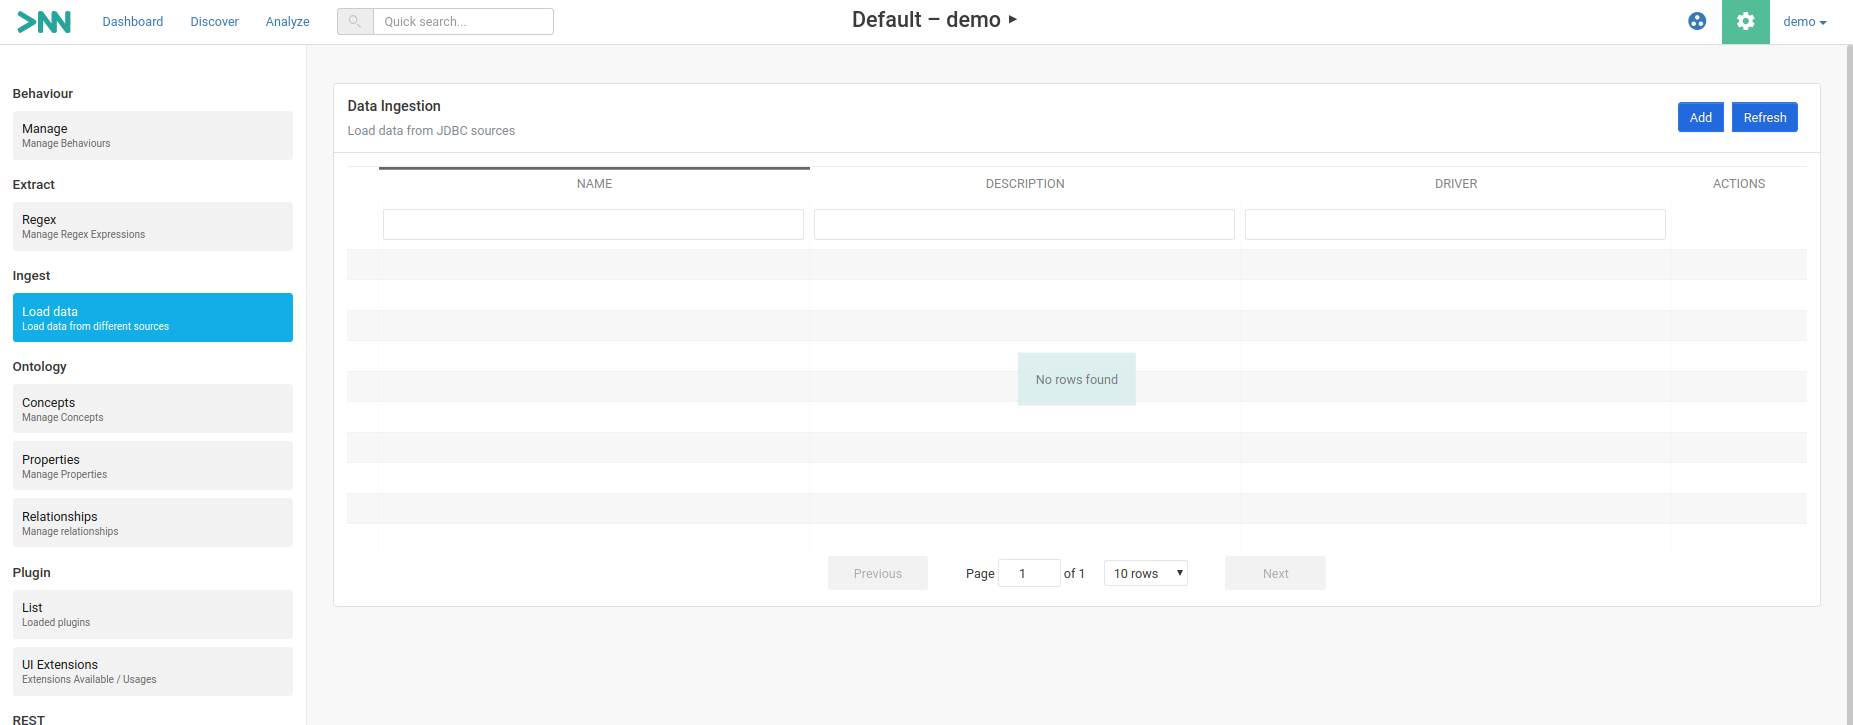 Dashboard Discover Analyze Quick search... Default – demo demo
Behaviour
Manage
Manage Behaviours
Extract
Regex
Manage Regex Expressions
Ingest
Load data
Load data from different sources
Ontology
Concepts
Manage Concepts
Properties
Manage Properties
Relationships
Manage relationships
Plugin
List
Loaded plugins
UI Extensions
Extensions Available / Usages
REST
Data Ingestion
Load data from JDBC sources
Add Refresh
NAME DESCRIPTION DRIVER ACTIONS
No rows found
Previous Page 1 of 1 10 rows Next